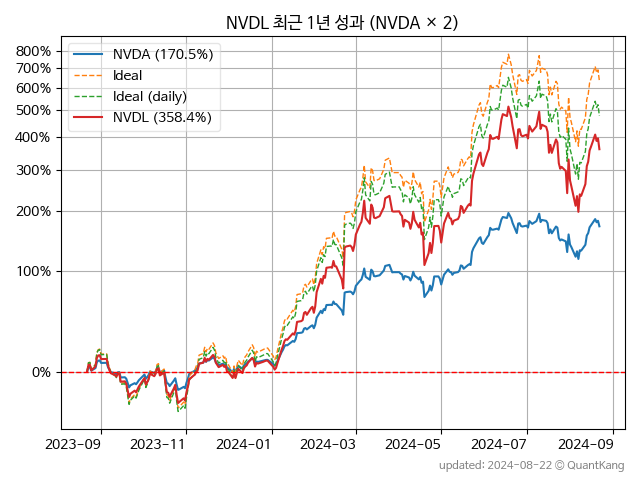 NVDL 최근 1년 성과 (NVDA × 2)
800%
700%
600%
500%
400%
300%
200%
100%
0%
NVDA (170.5%)
Ideal
Ideal (daily)
NVDL (358.4%)
2023-09
2023-11
2024-01
2024-03
2024-05
2024-07
2024-09
updated: 2024-08-22 © QuantKang